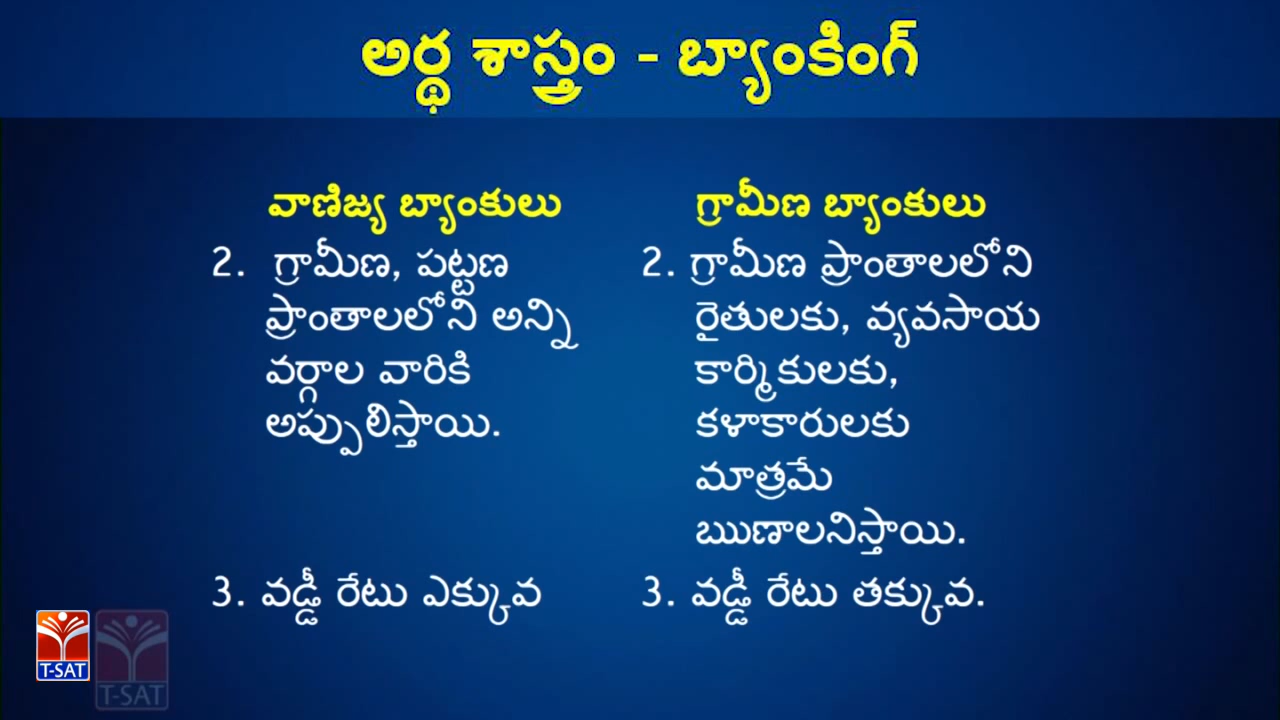 అర్థ శాస్త్రం - బ్యాంకింగ్
వాణిజ్య బ్యాంకులు
2. గ్రామీణ, పట్టణ
ప్రాంతాలలోని అన్ని
వర్గాల వారికి
అప్పులిస్తాయి.
3. వడ్డీ రేటు ఎక్కువ
గ్రామీణ బ్యాంకులు
2. గ్రామీణ ప్రాంతాలలోని
రైతులకు, వ్యవసాయ
కార్మికులకు,
కళాకారులకు
మాత్రమే
ఋణాలనిస్తాయి.
3. వడ్డీ రేటు తక్కువ.
T-SAT
T-SAT